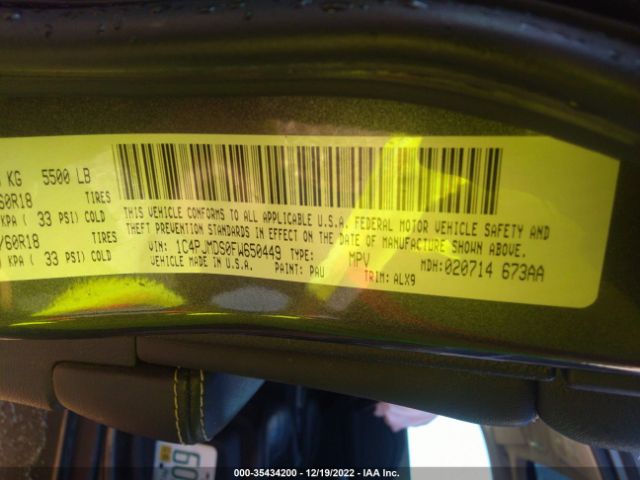 KG 5500 LB
60R18 TIRES
KPA ( 33 PSI) COLD
/60R18 TIRES
KPA ( 33 PSI) COLD
THIS VEHICLE CONFORMS TO ALL APPLICABLE U.S.A. FEDERAL MOTOR VEHICLE SAFETY AND
THEFT PREVENTION STANDARDS IN EFFECT ON THE DATE OF MANUFACTURE SHOWN ABOVE.
VIN: 1C4PJMDS0FW650449 TYPE: MPV MDH:020714 673AA
VEHICLE MADE IN U.S.A. PAINT: PAU TRIM: ALX9
60
000-35434200 - 12/19/2022 - IAA Inc.